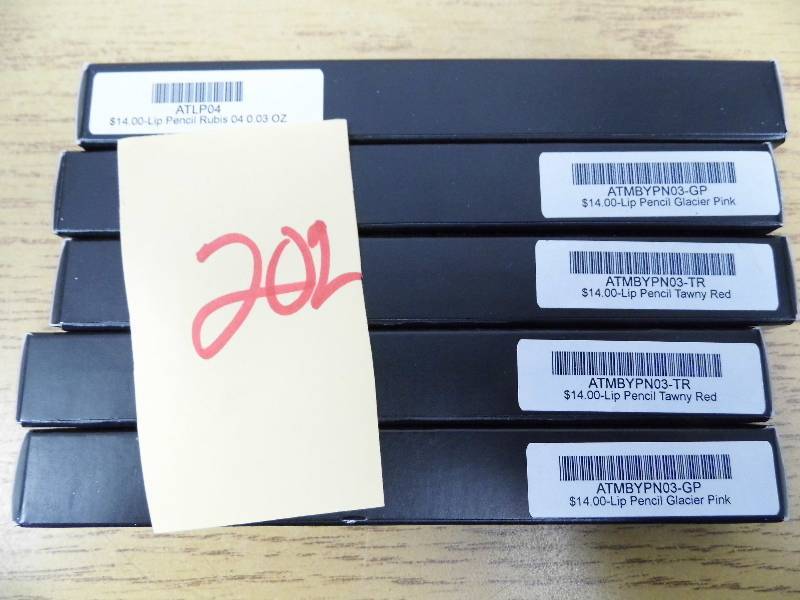 ATLP04
$14.00-Lip Pencil Rubis 04 0.03 OZ
ATMBYPN03-GP
$14.00-Lip Pencil Glacier Pink
202
ATMBYPN03-TR
$14.00-Lip Pencil Tawny Red
ATMBYPN03-TR
$14.00-Lip Pencil Tawny Red
ATMBYPN03-GP
$14.00-Lip Pencil Glacier Pink